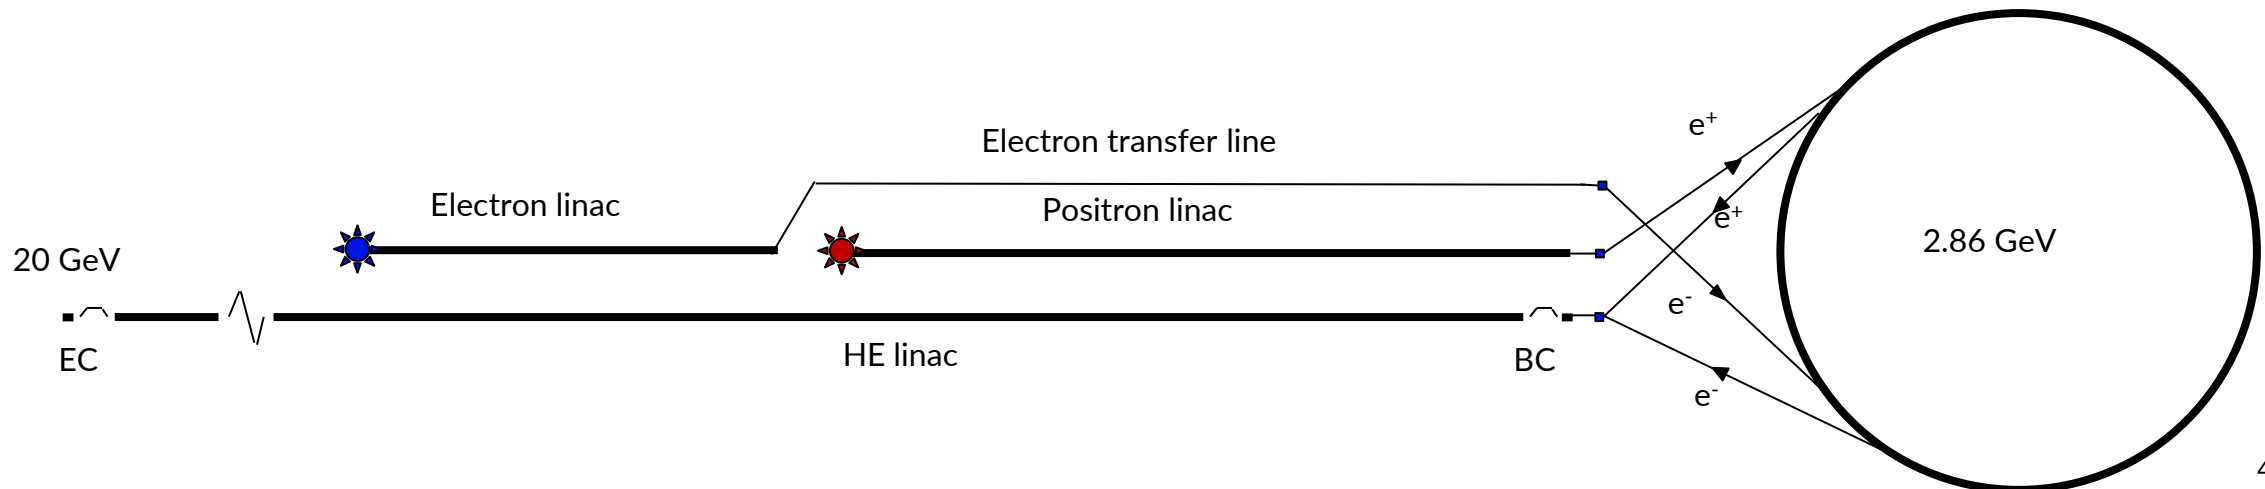 e⁺
Electron transfer line
Electron linac
Positron linac
e⁺
2.86 GeV
20 GeV
e⁻
HE linac
EC
BC
e⁻